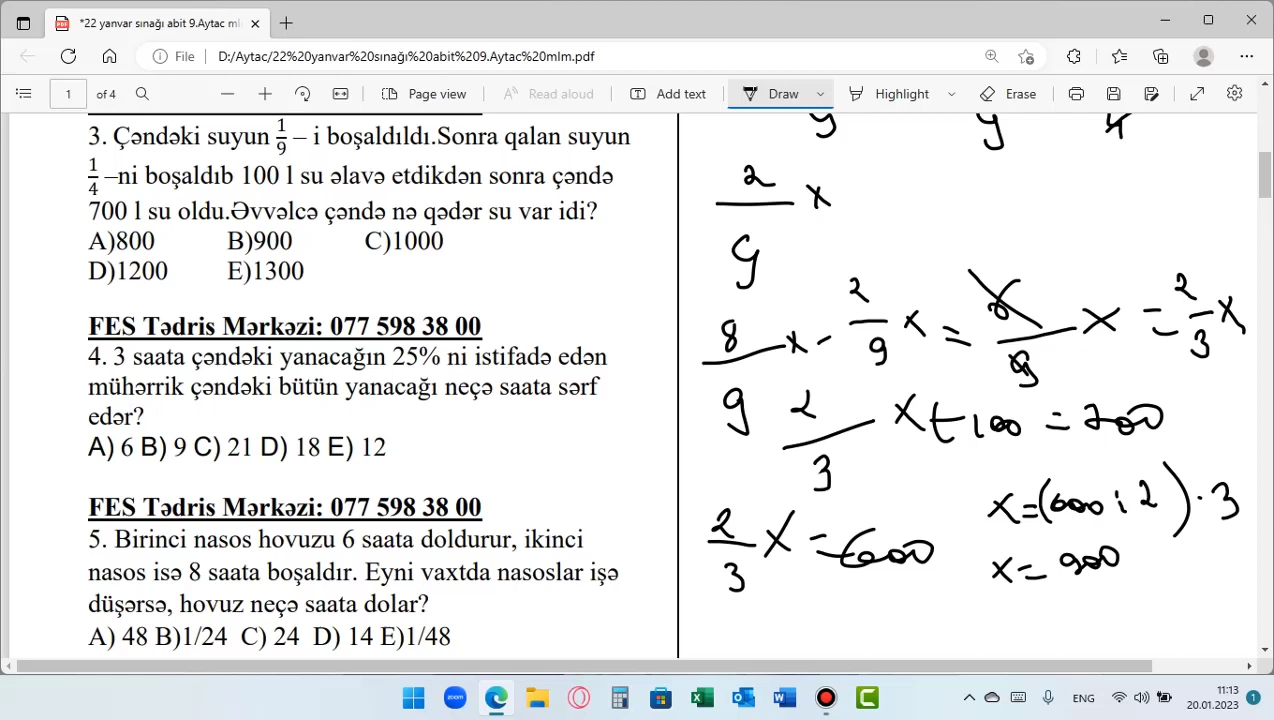 *22 yanvar sınağı abit 9.Aytac ml
File
D:/Aytac/22%20yanvar%20sınağı%20abit%209.Aytac%20mlm.pdf
1 of 4
Page view
Read aloud
Add text
Draw
Highlight
Erase
3. Çəndəki suyun 1/9 – i boşaldıldı.Sonra qalan suyun
1/4 –ni boşaldıb 100 l su əlavə etdikdən sonra çəndə
700 l su oldu.Əvvəlcə çəndə nə qədər su var idi?
A)800 B)900 C)1000
D)1200 E)1300
FES Tədris Mərkəzi: 077 598 38 00
4. 3 saata çəndəki yanacağın 25% ni istifadə edən
mühərrik çəndəki bütün yanacağı neçə saata sərf
edər?
A) 6 B) 9 C) 21 D) 18 E) 12
FES Tədris Mərkəzi: 077 598 38 00
5. Birinci nasos hovuzu 6 saata doldurur, ikinci
nasos isə 8 saata boşaldır. Eyni vaxtda nasoslar işə
düşərsə, hovuz neçə saata dolar?
A) 48 B)1/24 C) 24 D) 14 E)1/48
2/9 x
8/9 x - 2/9 x = 6/9 x = 2/3 x
2/3 x + 100 = 700
2/3 x = 600
x = (600 : 2) · 3
x = 900
zoom
ENG
11:13
20.01.2023
1